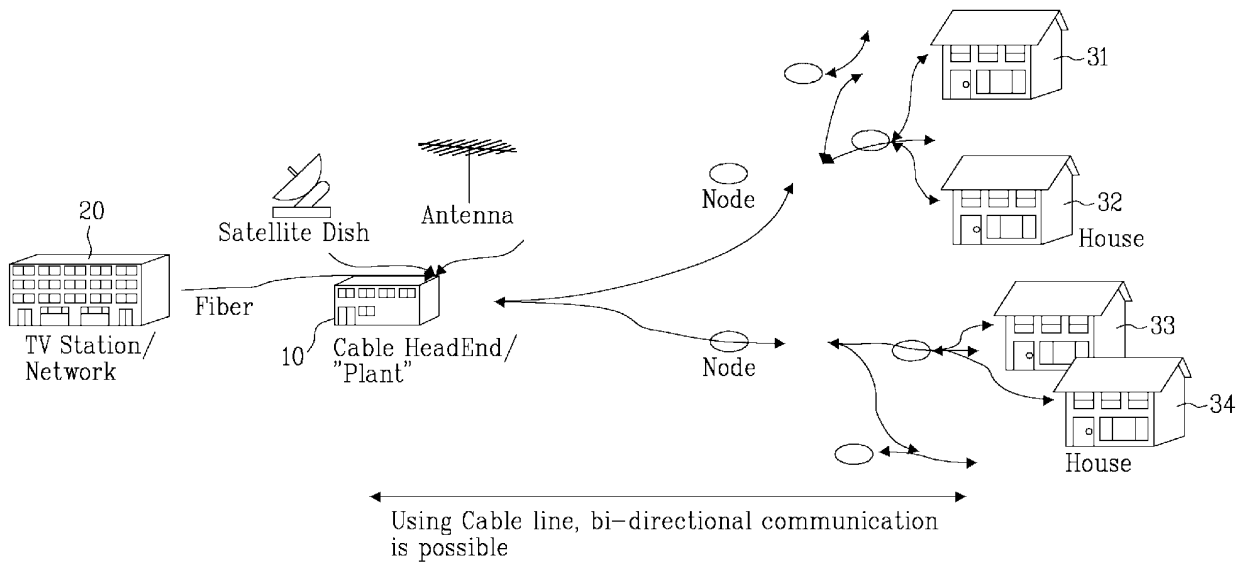 31
32
House
Node
Antenna
Satellite Dish
20
Fiber
TV Station/
Network
10
Cable HeadEnd/
"Plant"
Node
33
34
House
Using Cable line, bi-directional communication
is possible